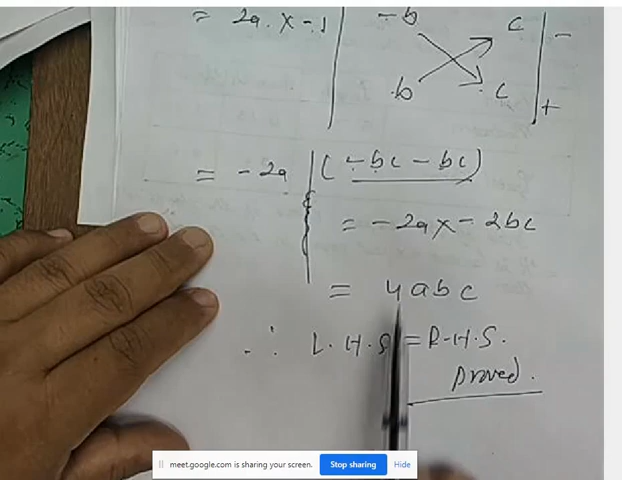 = 2a. x -1 | -b c | -
b c | +
= -2a | (-bc - bc)
= -2a x - 2bc
= 4abc
∴ L.H.S = R.H.S.
Proved.
meet.google.com is sharing your screen. Stop sharing Hide